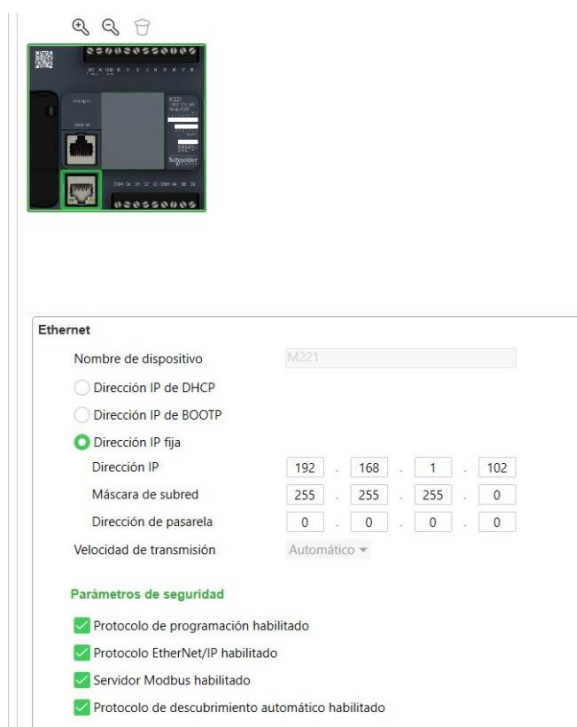 M221
Schneider
Ethernet
Nombre de dispositivo M221
Dirección IP de DHCP
Dirección IP de BOOTP
Dirección IP fija
Dirección IP 192 . 168 . 1 . 102
Máscara de subred 255 . 255 . 255 . 0
Dirección de pasarela 0 . 0 . 0 . 0
Velocidad de transmisión Automático
Parámetros de seguridad
Protocolo de programación habilitado
Protocolo EtherNet/IP habilitado
Servidor Modbus habilitado
Protocolo de descubrimiento automático habilitado